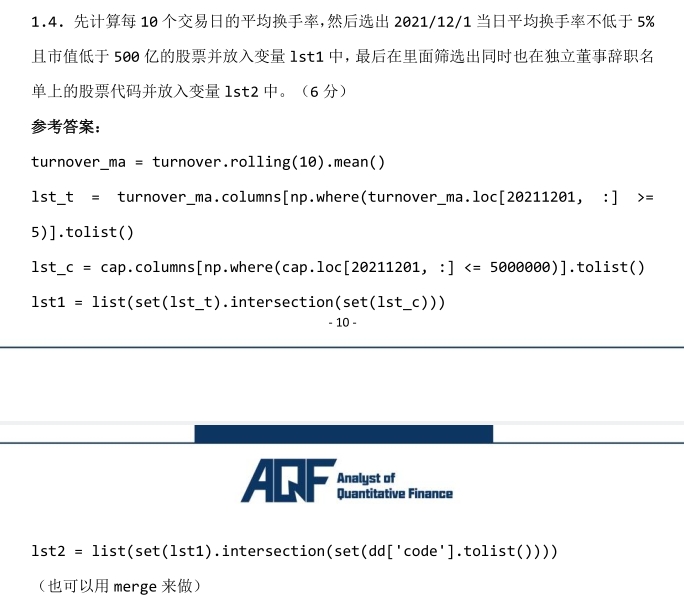 1.4. 先计算每 10 个交易日的平均换手率,然后选出 2021/12/1 当日平均换手率不低于 5%
且市值低于 500 亿的股票并放入变量 lst1 中，最后在里面筛选出同时也在独立董事辞职名
单上的股票代码并放入变量 lst2 中。（6 分）
参考答案：
turnover_ma = turnover.rolling(10).mean()
lst_t = turnover_ma.columns[np.where(turnover_ma.loc[20211201, :] >=
5)].tolist()
lst_c = cap.columns[np.where(cap.loc[20211201, :] <= 5000000)].tolist()
lst1 = list(set(lst_t).intersection(set(lst_c)))
- 10 -
AQF Analyst of
Quantitative Finance
lst2 = list(set(lst1).intersection(set(dd['code'].tolist())))
（也可以用 merge 来做）